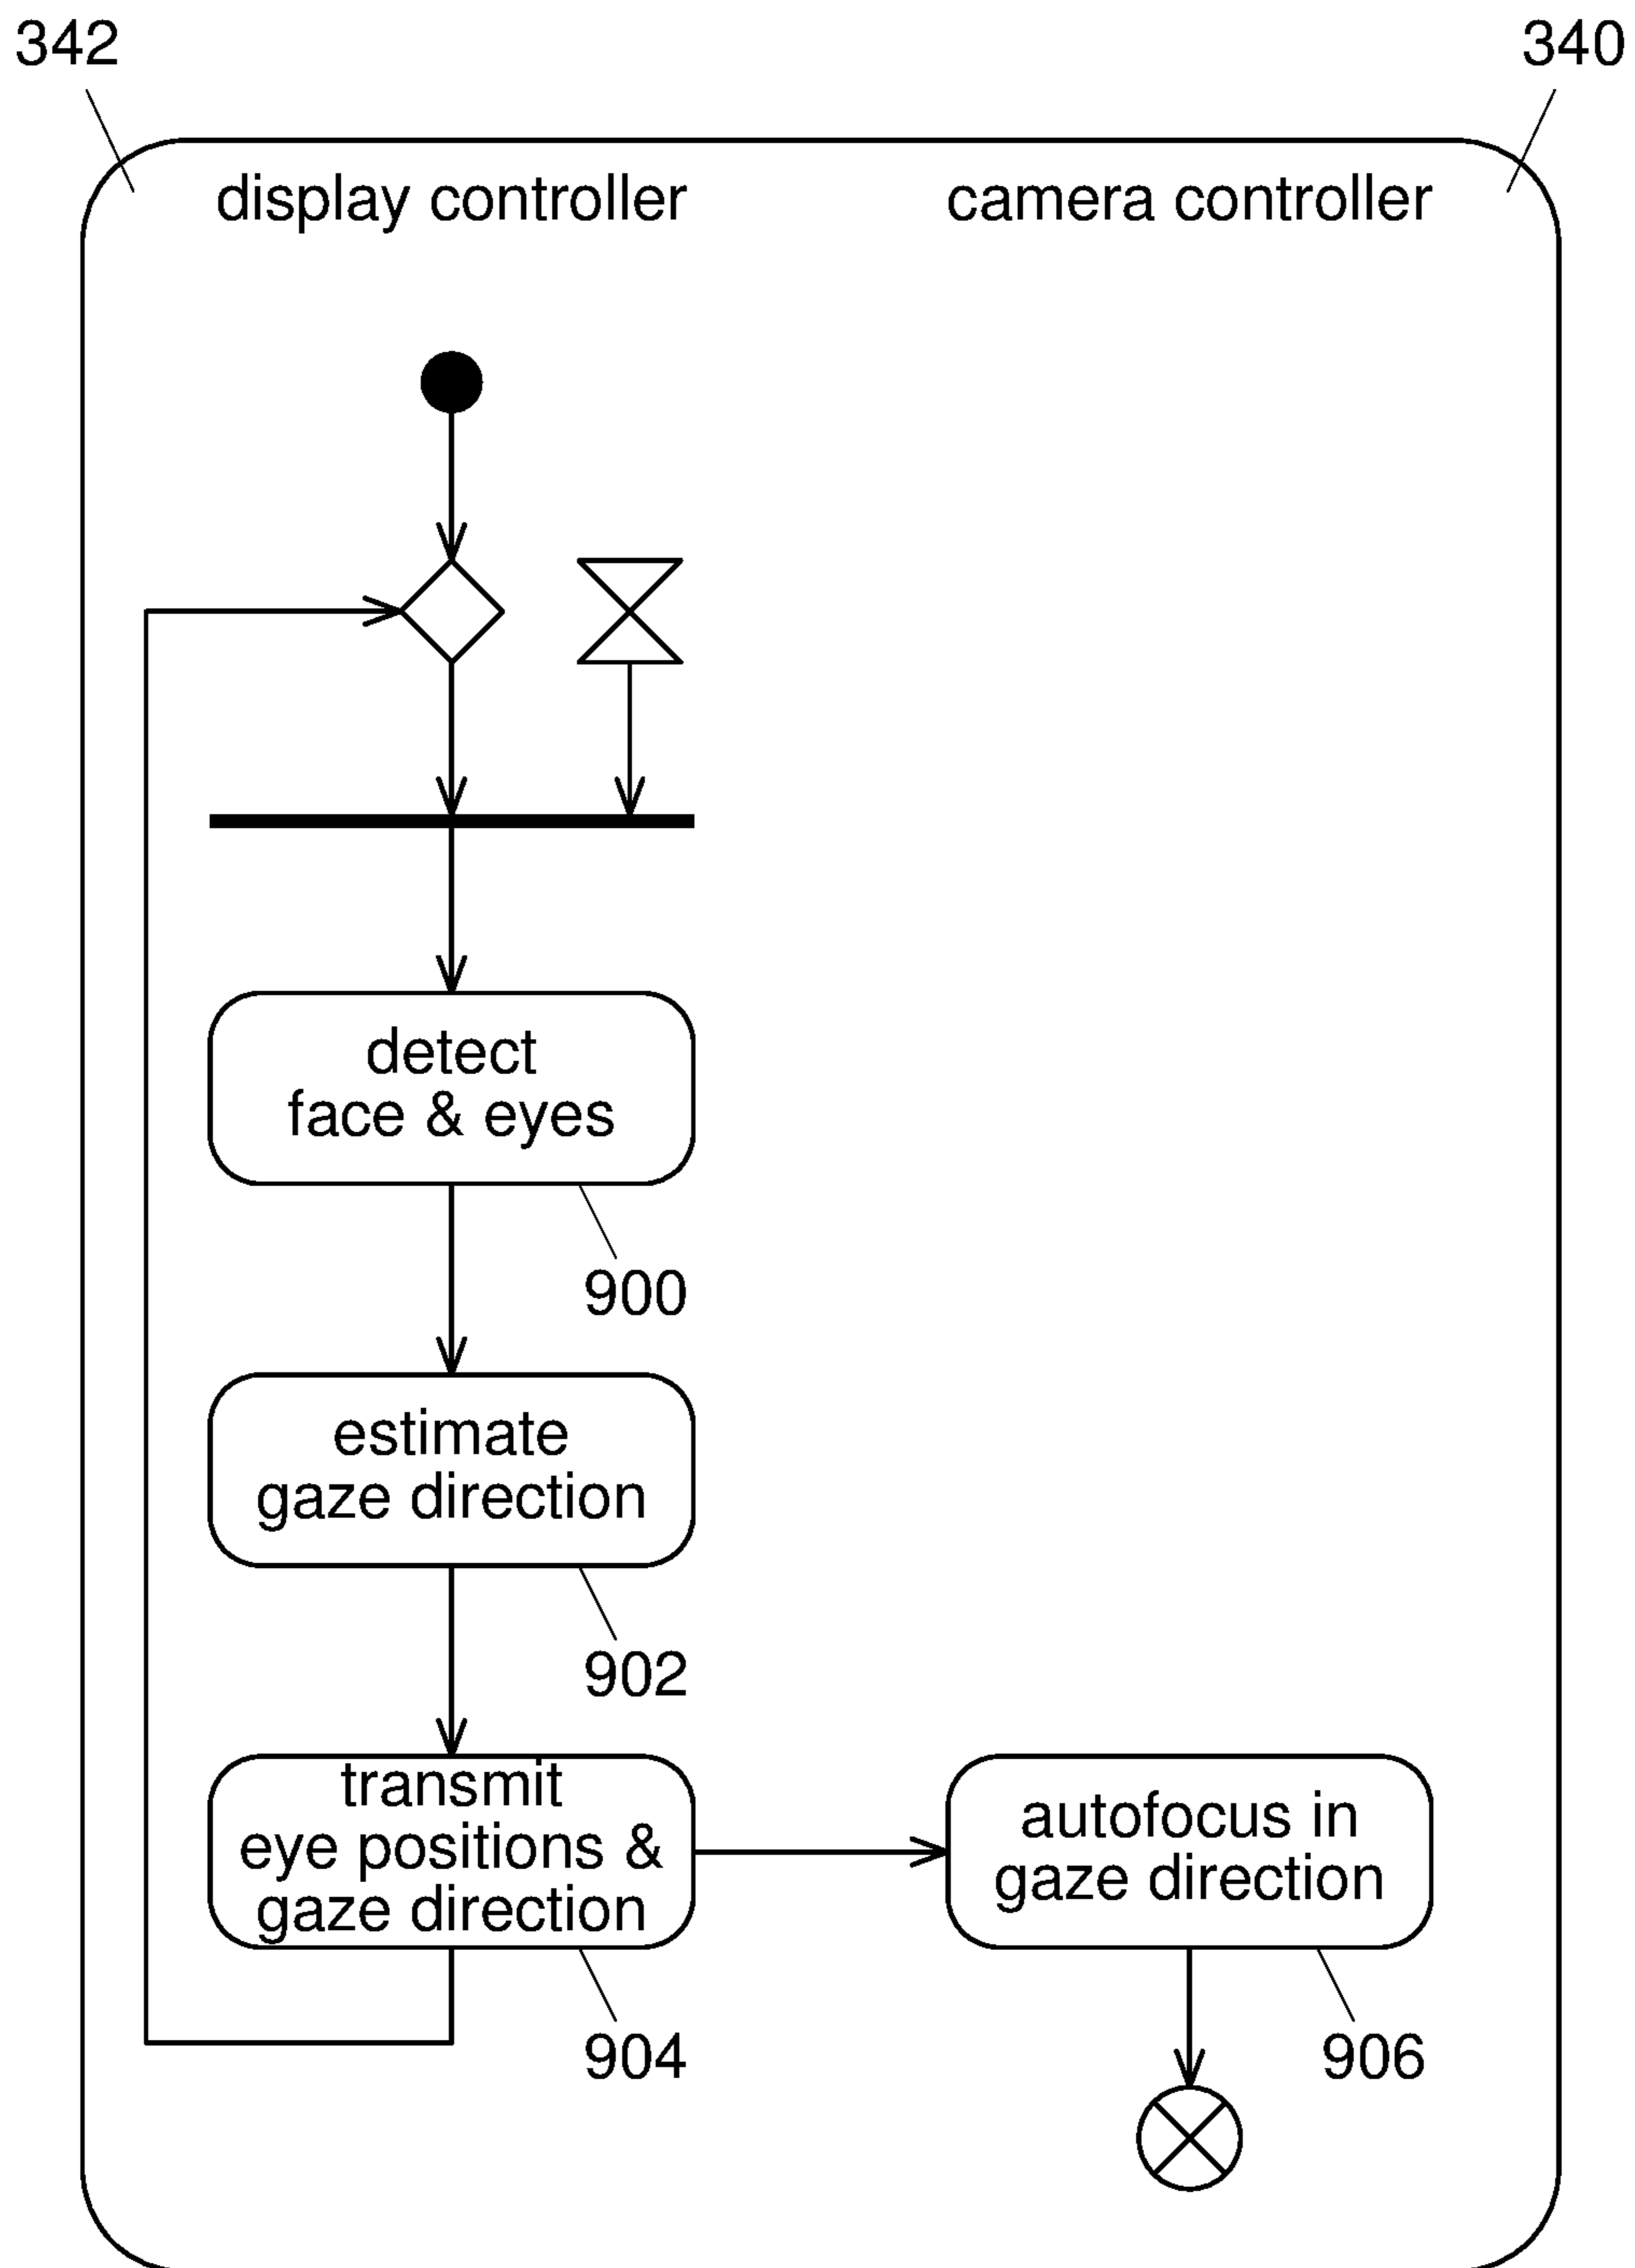 342
340
display controller
camera controller
detect
face & eyes
900
estimate
gaze direction
902
transmit
eye positions &
gaze direction
904
autofocus in
gaze direction
906